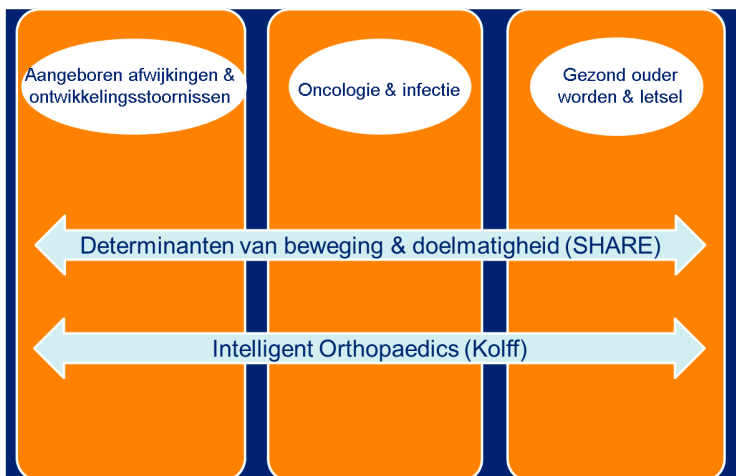 Aangeboren afwijkingen &
ontwikkelingsstoornissen
Oncologie & infectie
Gezond ouder
worden & letsel
Determinanten van beweging & doelmatigheid (SHARE)
Intelligent Orthopaedics (Kolff)